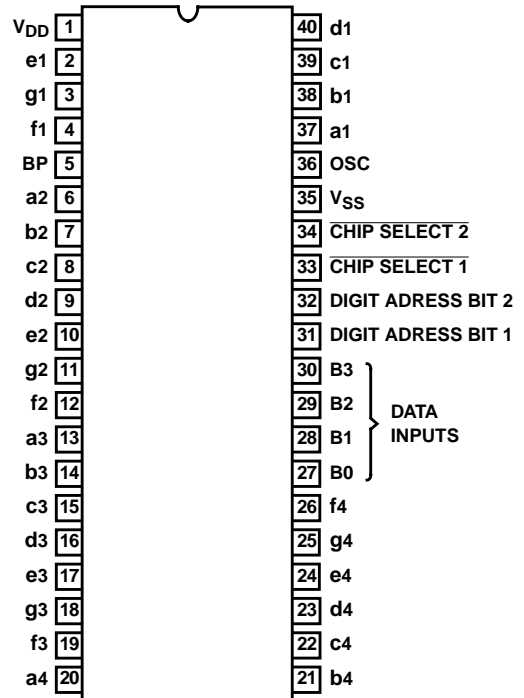 VDD 1
e1 2
g1 3
f1 4
BP 5
a2 6
b2 7
c2 8
d2 9
e2 10
g2 11
f2 12
a3 13
b3 14
c3 15
d3 16
e3 17
g3 18
f3 19
a4 20
40 d1
39 c1
38 b1
37 a1
36 OSC
35 VSS
34 CHIP SELECT 2
33 CHIP SELECT 1
32 DIGIT ADRESS BIT 2
31 DIGIT ADRESS BIT 1
30 B3
29 B2
28 B1
27 B0
DATA
INPUTS
26 f4
25 g4
24 e4
23 d4
22 c4
21 b4